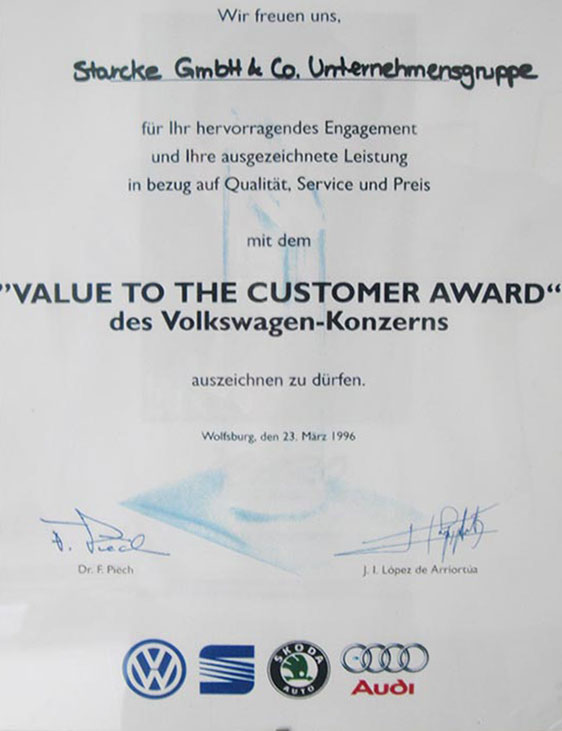 Wir freuen uns,
Starcke GmbH & Co. Unternehmensgruppe
für Ihr hervorragendes Engagement
und Ihre ausgezeichnete Leistung
in bezug auf Qualität, Service und Preis
mit dem
"VALUE TO THE CUSTOMER AWARD“
des Volkswagen-Konzerns
auszeichnen zu dürfen.
Wolfsburg, den 23. März 1996
Dr. F. Piëch
J. I. López de Arriortúa
VW
ŠKODA
AUTO
Audi